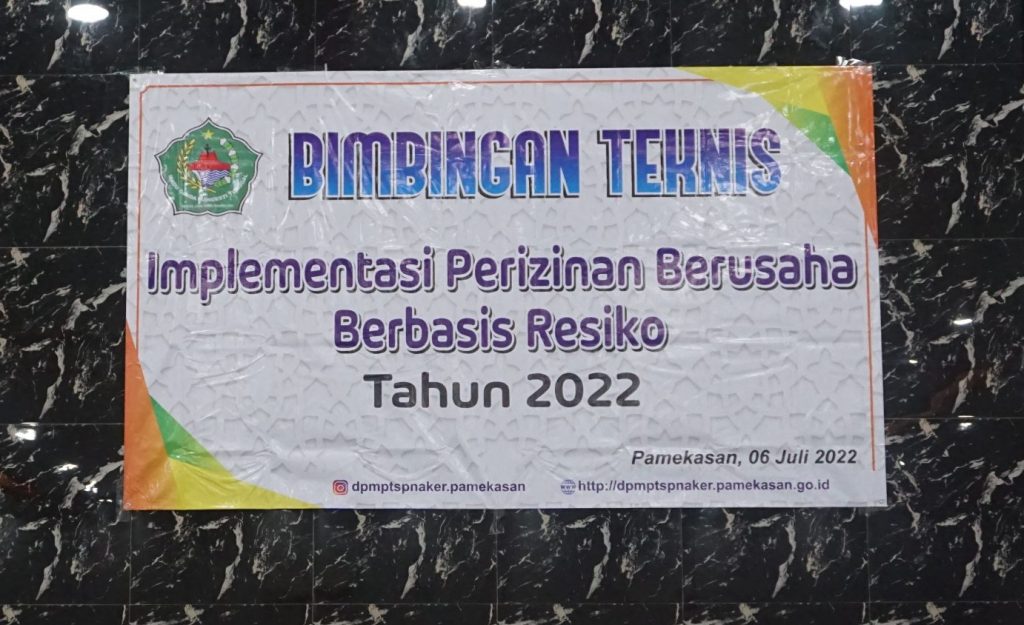 BIMBINGAN TEKNIS
Implementasi Perizinan Berusaha
Berbasis Resiko
Tahun 2022
Pamekasan, 06 Juli 2022
dpmptspnaker.pamekasan
http://dpmptspnaker.pamekasan.go.id